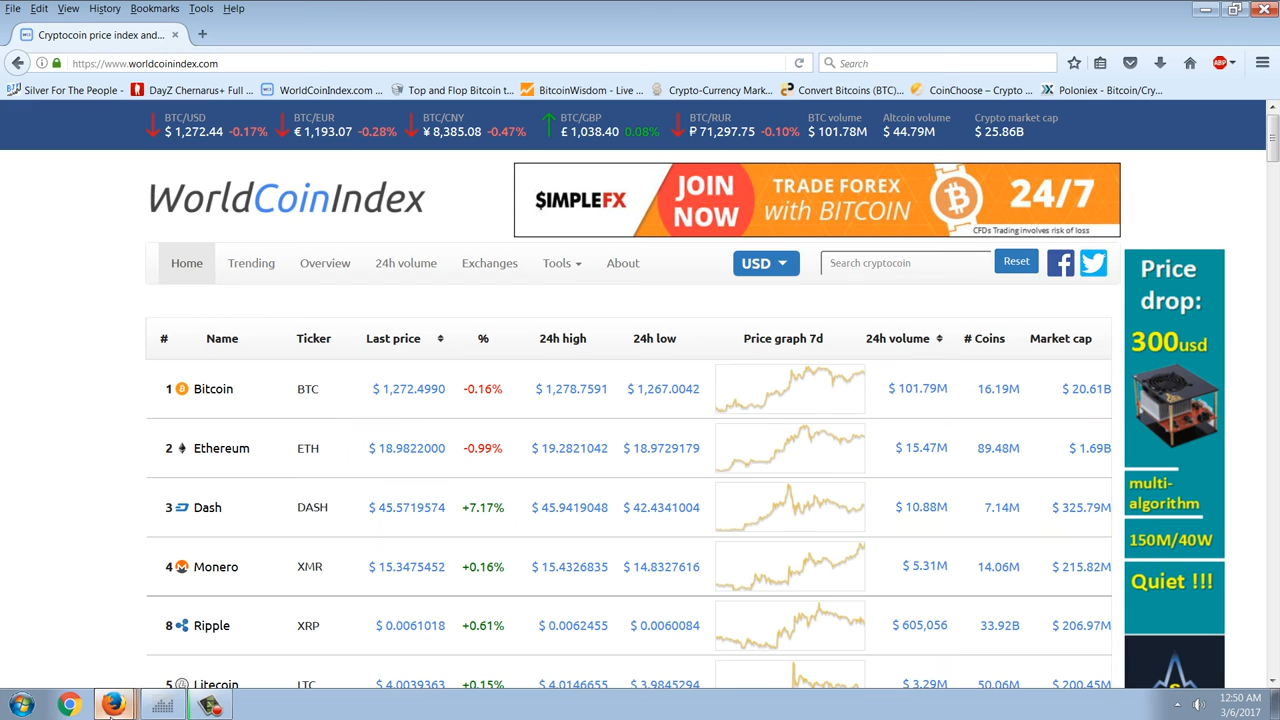 File Edit View History Bookmarks Tools Help
Cryptocoin price index and...
https://www.worldcoinindex.com
Search
ABP
Silver For The People - DayZ Chernarus+ Full ... WorldCoinIndex.com ... Top and Flop Bitcoin t... BitcoinWisdom - Live ... Crypto-Currency Mark... Convert Bitcoins (BTC)... CoinChoose – Crypto ... Poloniex - Bitcoin/Cry...
BTC/USD BTC/EUR BTC/CNY BTC/GBP BTC/RUR BTC volume Altcoin volume Crypto market cap
$ 1,272.44 -0.17% € 1,193.07 -0.28% ¥ 8,385.08 -0.47% £ 1,038.40 0.08% ₽ 71,297.75 -0.10% $ 101.78M $ 44.79M $ 25.86B
WorldCoinIndex
$IMPLEFX
JOIN NOW
TRADE FOREX
with BITCOIN
24/7
CFDs Trading involves risk of loss
Home Trending Overview 24h volume Exchanges Tools About
USD Search cryptocoin Reset
# Name Ticker Last price % 24h high 24h low Price graph 7d 24h volume # Coins Market cap
1 Bitcoin BTC $ 1,272.4990 -0.16% $ 1,278.7591 $ 1,267.0042 $ 101.79M 16.19M $ 20.61B
2 Ethereum ETH $ 18.9822000 -0.99% $ 19.2821042 $ 18.9729179 $ 15.47M 89.48M $ 1.69B
3 Dash DASH $ 45.5719574 +7.17% $ 45.9419048 $ 42.4341004 $ 10.88M 7.14M $ 325.79M
4 Monero XMR $ 15.3475452 +0.16% $ 15.4326835 $ 14.8327616 $ 5.31M 14.06M $ 215.82M
8 Ripple XRP $ 0.0061018 +0.61% $ 0.0062455 $ 0.0060084 $ 605,056 33.92B $ 206.97M
5 Litecoin LTC $ 4.0039363 +0.15% $ 4.0146655 $ 3.9845294 $ 3.29M 50.06M $ 200.45M
Price
drop:
300usd
multi-
algorithm
150M/40W
Quiet !!!
12:50 AM
3/6/2017